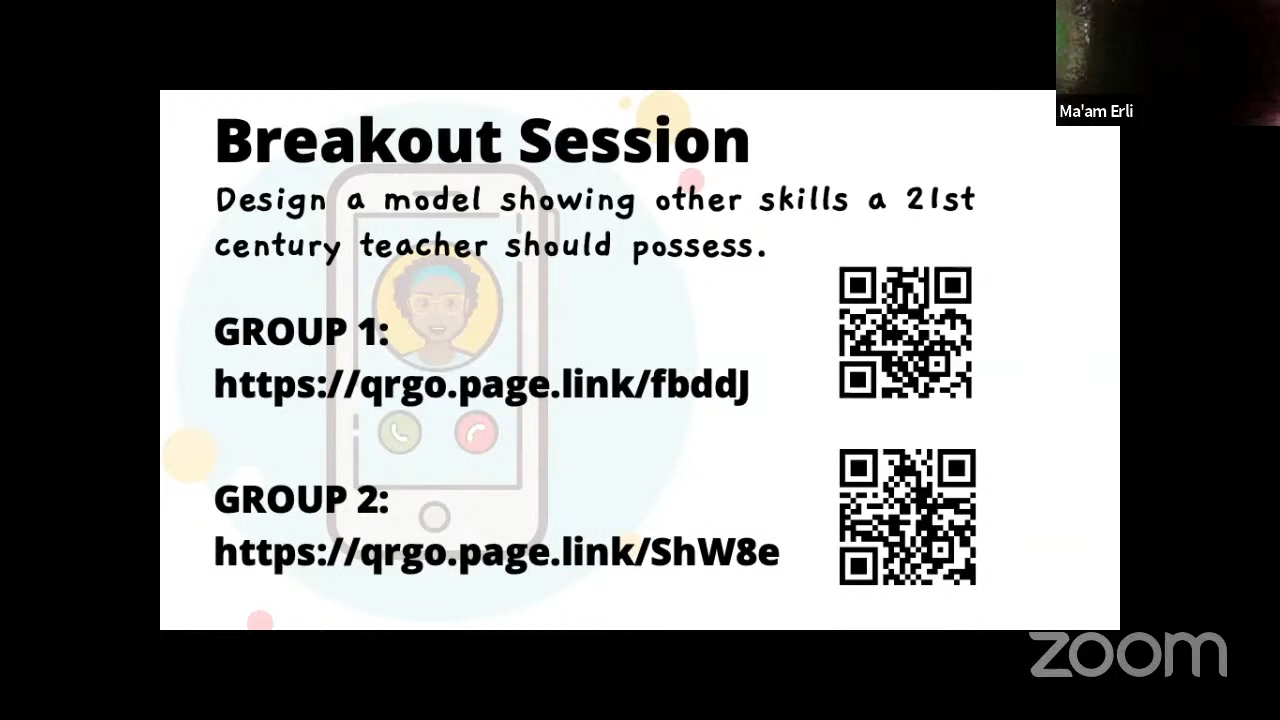 Ma'am Erli
Breakout Session
Design a model showing other skills a 21st
century teacher should possess.
GROUP 1:
https://qrgo.page.link/fbddJ
GROUP 2:
https://qrgo.page.link/ShW8e
zoom